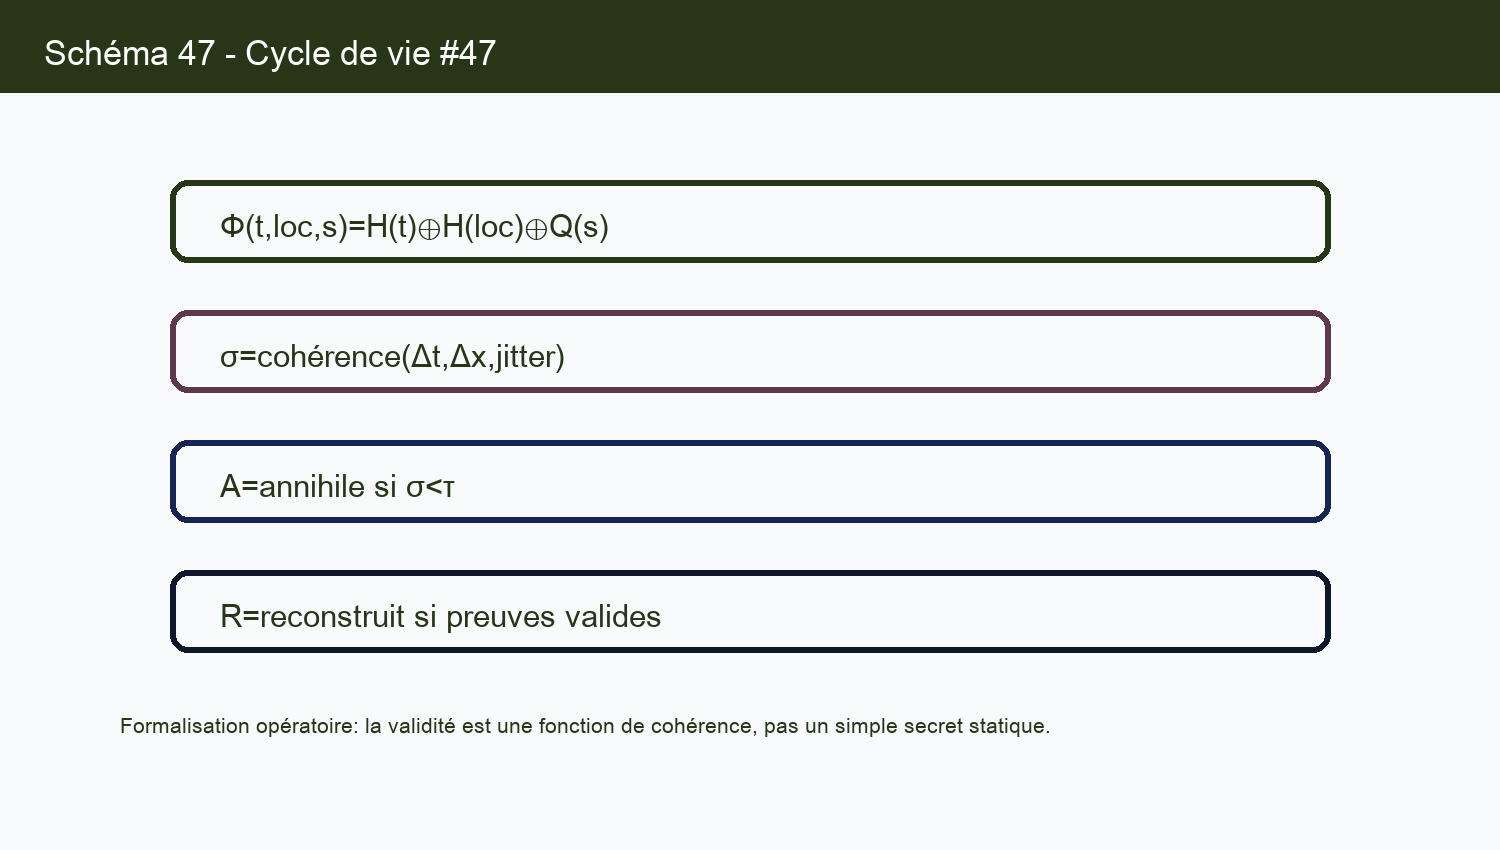 Schéma 47 - Cycle de vie #47
Φ(t,loc,s)=H(t)⊕H(loc)⊕Q(s)
σ=cohérence(Δt,Δx,jitter)
A=annihile si σ<τ
R=reconstruit si preuves valides
Formalisation opératoire: la validité est une fonction de cohérence, pas un simple secret statique.